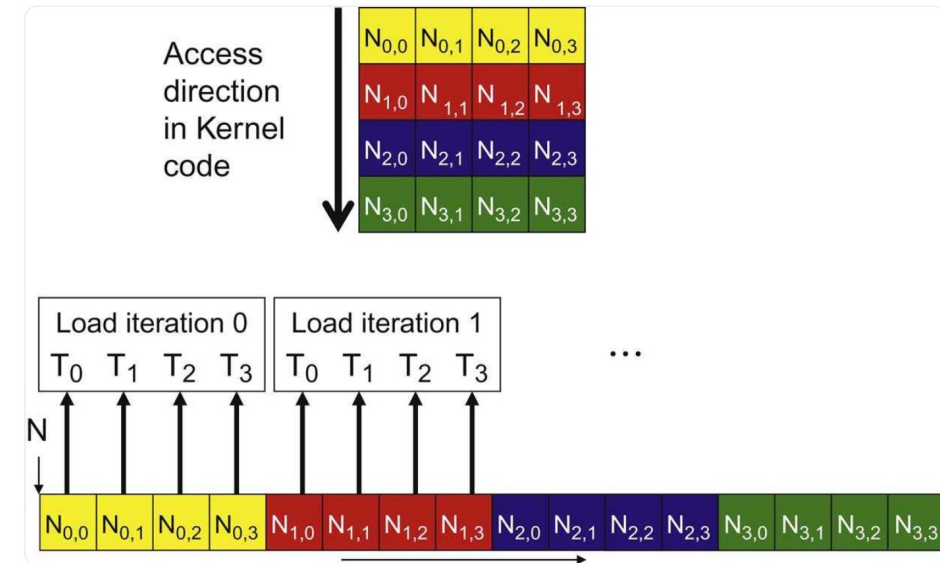 Access
direction
in Kernel
code
N0,0 N0,1 N0,2 N0,3
N1,0 N1,1 N1,2 N1,3
N2,0 N2,1 N2,2 N2,3
N3,0 N3,1 N3,2 N3,3
Load iteration 0
T0 T1 T2 T3
Load iteration 1
T0 T1 T2 T3
...
N
N0,0 N0,1 N0,2 N0,3 N1,0 N1,1 N1,2 N1,3 N2,0 N2,1 N2,2 N2,3 N3,0 N3,1 N3,2 N3,3